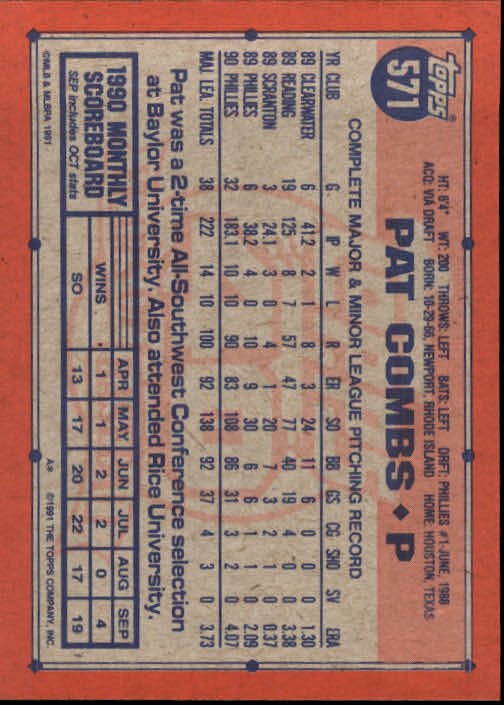 TOPPS®
571
PAT COMBS ◆ P
HT: 6'4" WT: 200 THROWS: LEFT BATS: LEFT DRFT: PHILLIES #1-JUNE, 1988
ACQ: VIA DRAFT BORN: 10-29-66, NEWPORT, RHODE ISLAND HOME: HOUSTON, TEXAS
COMPLETE MAJOR & MINOR LEAGUE PITCHING RECORD
YR CLUB G IP W L R ER SO BB GS CG SHO SV ERA
89 CLEARWATER 6 41.2 2 1 8 3 24 11 6 0 0 0 1.30
89 READING 19 125 8 7 57 47 77 40 19 4 0 0 3.38
89 SCRANTON 3 24.1 3 0 4 1 20 7 3 2 1 0 0.37
89 PHILLIES 6 38.2 4 0 10 9 30 6 6 1 1 0 2.09
90 PHILLIES 32 183.1 10 10 90 83 108 86 31 3 2 0 4.07
MAJ. LEA. TOTALS 38 222 14 10 100 92 138 92 37 4 3 0 3.73
Pat was a 2-time All-Southwest Conference selection
at Baylor University. Also attended Rice University.
1990 MONTHLY
SCOREBOARD
SEP includes OCT stats
APR MAY JUN JUL AUG SEP
WINS 1 1 2 2 0 4
SO 13 17 20 22 17 19
©MLB & MLBPA 1991
A® ©1991 THE TOPPS COMPANY, INC.